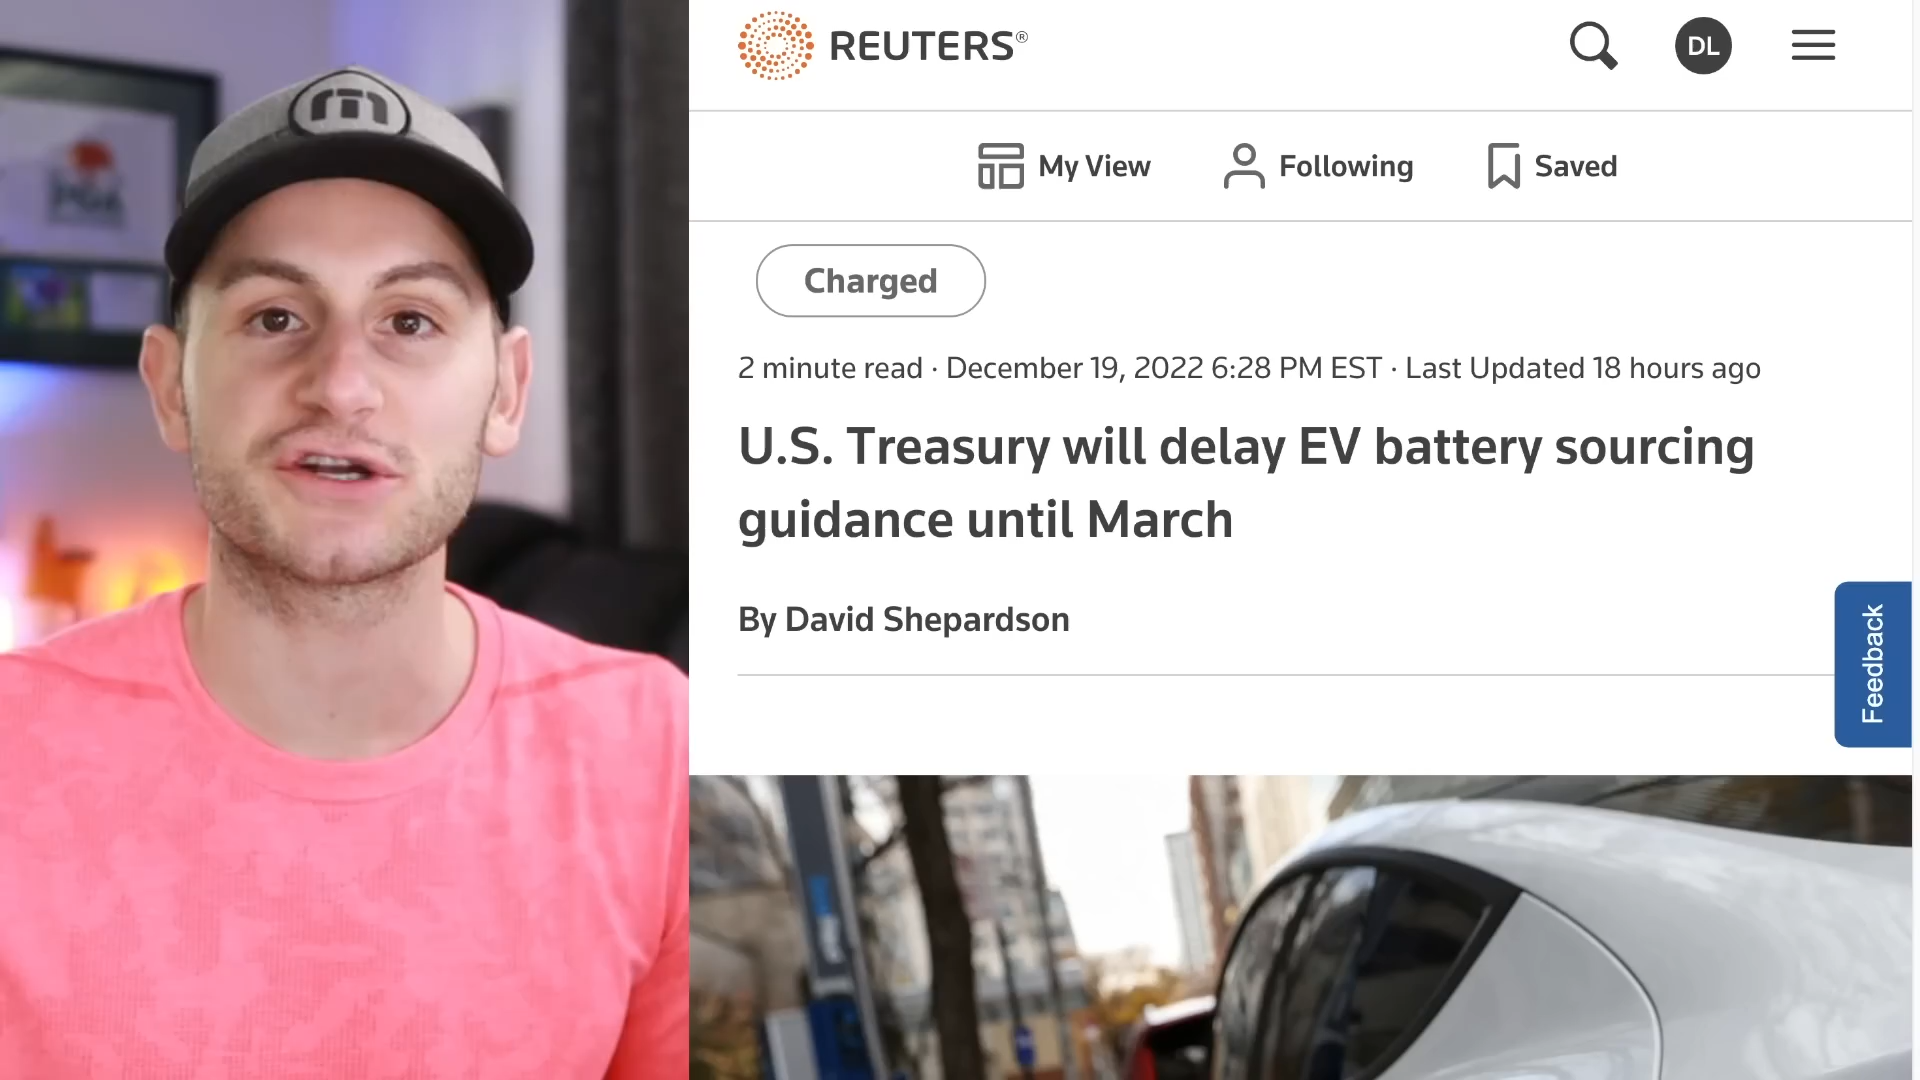 REUTERS®
DL
My View
Following
Saved
Charged
2 minute read · December 19, 2022 6:28 PM EST · Last Updated 18 hours ago
U.S. Treasury will delay EV battery sourcing
guidance until March
By David Shepardson
Feedback
PGA
m